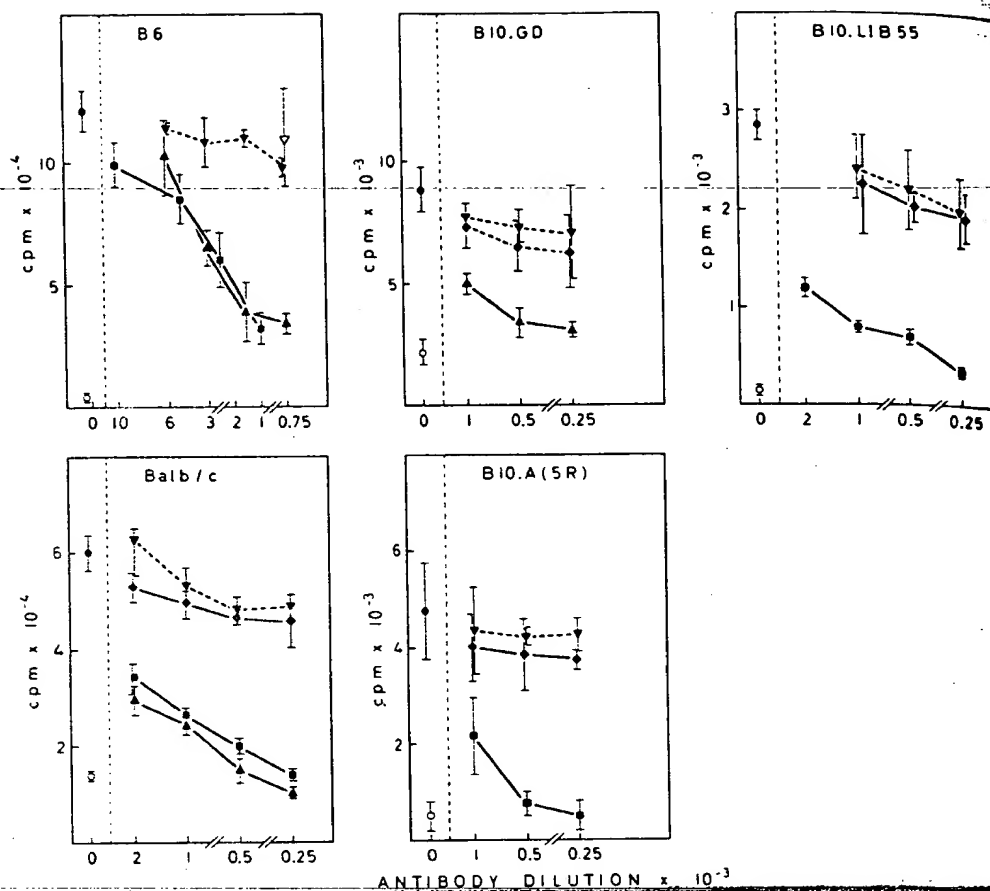 B6
cpm x 10⁻⁴
10
5
0 10 6 3 2 1 0.75
B10.GD
cpm x 10⁻³
10
5
0 1 0.5 0.25
B10.LIB55
cpm x 10⁻³
3
2
1
0 2 1 0.5 0.25
Balb/c
cpm x 10⁻⁴
6
4
2
0 2 1 0.5 0.25
B10.A(5R)
cpm x 10⁻³
6
4
2
0 1 0.5 0.25
ANTIBODY DILUTION x 10⁻³